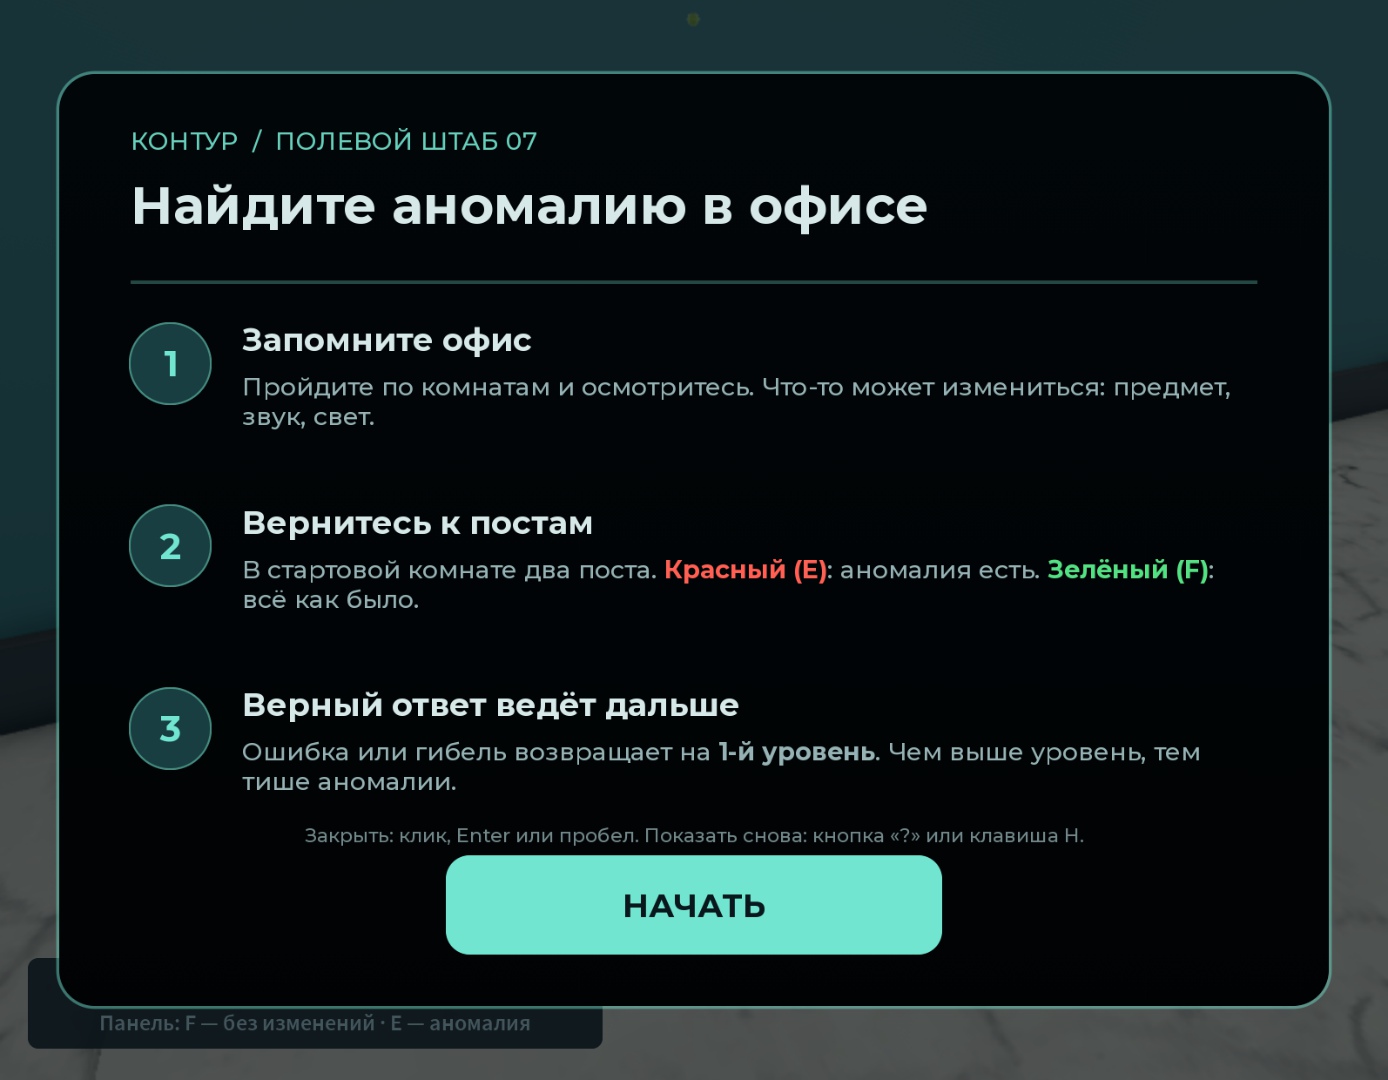 КОНТУР / ПОЛЕВОЙ ШТАБ 07
Найдите аномалию в офисе
1
Запомните офис
Пройдите по комнатам и осмотритесь. Что-то может измениться: предмет,
звук, свет.
2
Вернитесь к постам
В стартовой комнате два поста. Красный (E): аномалия есть. Зелёный (F):
всё как было.
3
Верный ответ ведёт дальше
Ошибка или гибель возвращает на 1-й уровень. Чем выше уровень, тем
тише аномалии.
Закрыть: клик, Enter или пробел. Показать снова: кнопка «?» или клавиша H.
НАЧАТЬ
Панель: F — без изменений · E — аномалия